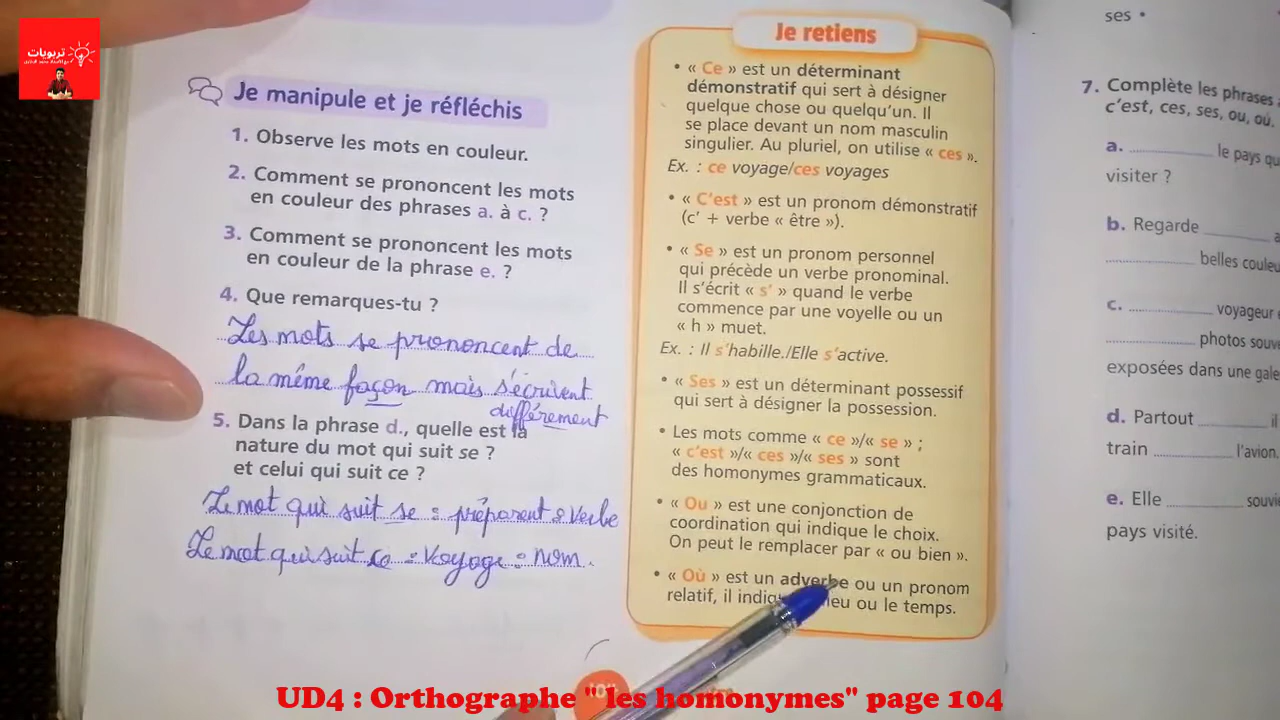 تربويات
Je manipule et je réfléchis
1. Observe les mots en couleur.
2. Comment se prononcent les mots
en couleur des phrases a. à c. ?
3. Comment se prononcent les mots
en couleur de la phrase e. ?
4. Que remarques-tu ?
Les mots se prononcent de
la même façon mais s'écrivent
différement
5. Dans la phrase d., quelle est la
nature du mot qui suit se ?
et celui qui suit ce ?
Le mot qui suit se : préparent : verbe
Le mot qui suit ce : voyage : nom.
Je retiens
• « Ce » est un déterminant
démonstratif qui sert à désigner
quelque chose ou quelqu'un. Il
se place devant un nom masculin
singulier. Au pluriel, on utilise « ces ».
Ex. : ce voyage/ces voyages
• « C'est » est un pronom démonstratif
(c' + verbe « être »).
• « Se » est un pronom personnel
qui précède un verbe pronominal.
Il s'écrit « s' » quand le verbe
commence par une voyelle ou un
« h » muet.
Ex. : Il s'habille./Elle s'active.
• « Ses » est un déterminant possessif
qui sert à désigner la possession.
• Les mots comme « ce »/« se » ;
« c'est »/« ces »/« ses » sont
des homonymes grammaticaux.
• « Ou » est une conjonction de
coordination qui indique le choix.
On peut le remplacer par « ou bien ».
• « Où » est un adverbe ou un pronom
relatif, il ou le temps.
ses •
7. Complète les phrases
c'est, ces, ses, ou, où.
a. le pays
visiter ?
b. Regarde
belles
c. voyageur
photos
exposées dans une
d. Partout il
train l'avion.
e. Elle
pays visité.
UD4 : Orthographe " les homonymes" page 104